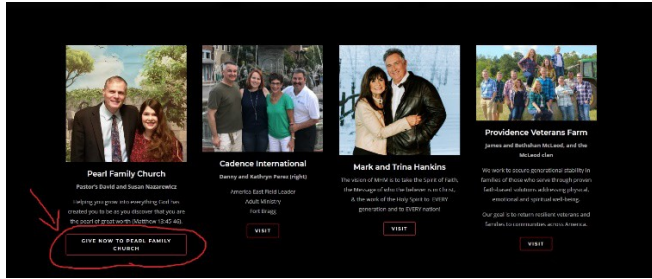 Pearl Family Church
Pastor's David and Susan Nazarewicz
Helping you grow into everything God has
created you to be as you discover that you are
the pearl of great worth (Matthew 13:45-46).
GIVE NOW TO PEARL FAMILY
CHURCH
Cadence International
Danny and Kathryn Perez (right)
America East Field Leader
Adult Ministry
Fort Bragg
VISIT
Mark and Trina Hankins
The vision of MHM is to take the Spirit of Faith,
the Message of who the believer is in Christ,
& the work of the Holy Spirit to EVERY
generation and to EVERY nation!
VISIT
Providence Veterans Farm
James and Bethshan McLeod, and the
McLeod clan
We work to secure generational stability in
families of those who serve through proven
faith-based solutions addressing physical,
emotional and spiritual well-being.
Our goal is to return resilient veterans and
families to communities across America.
VISIT